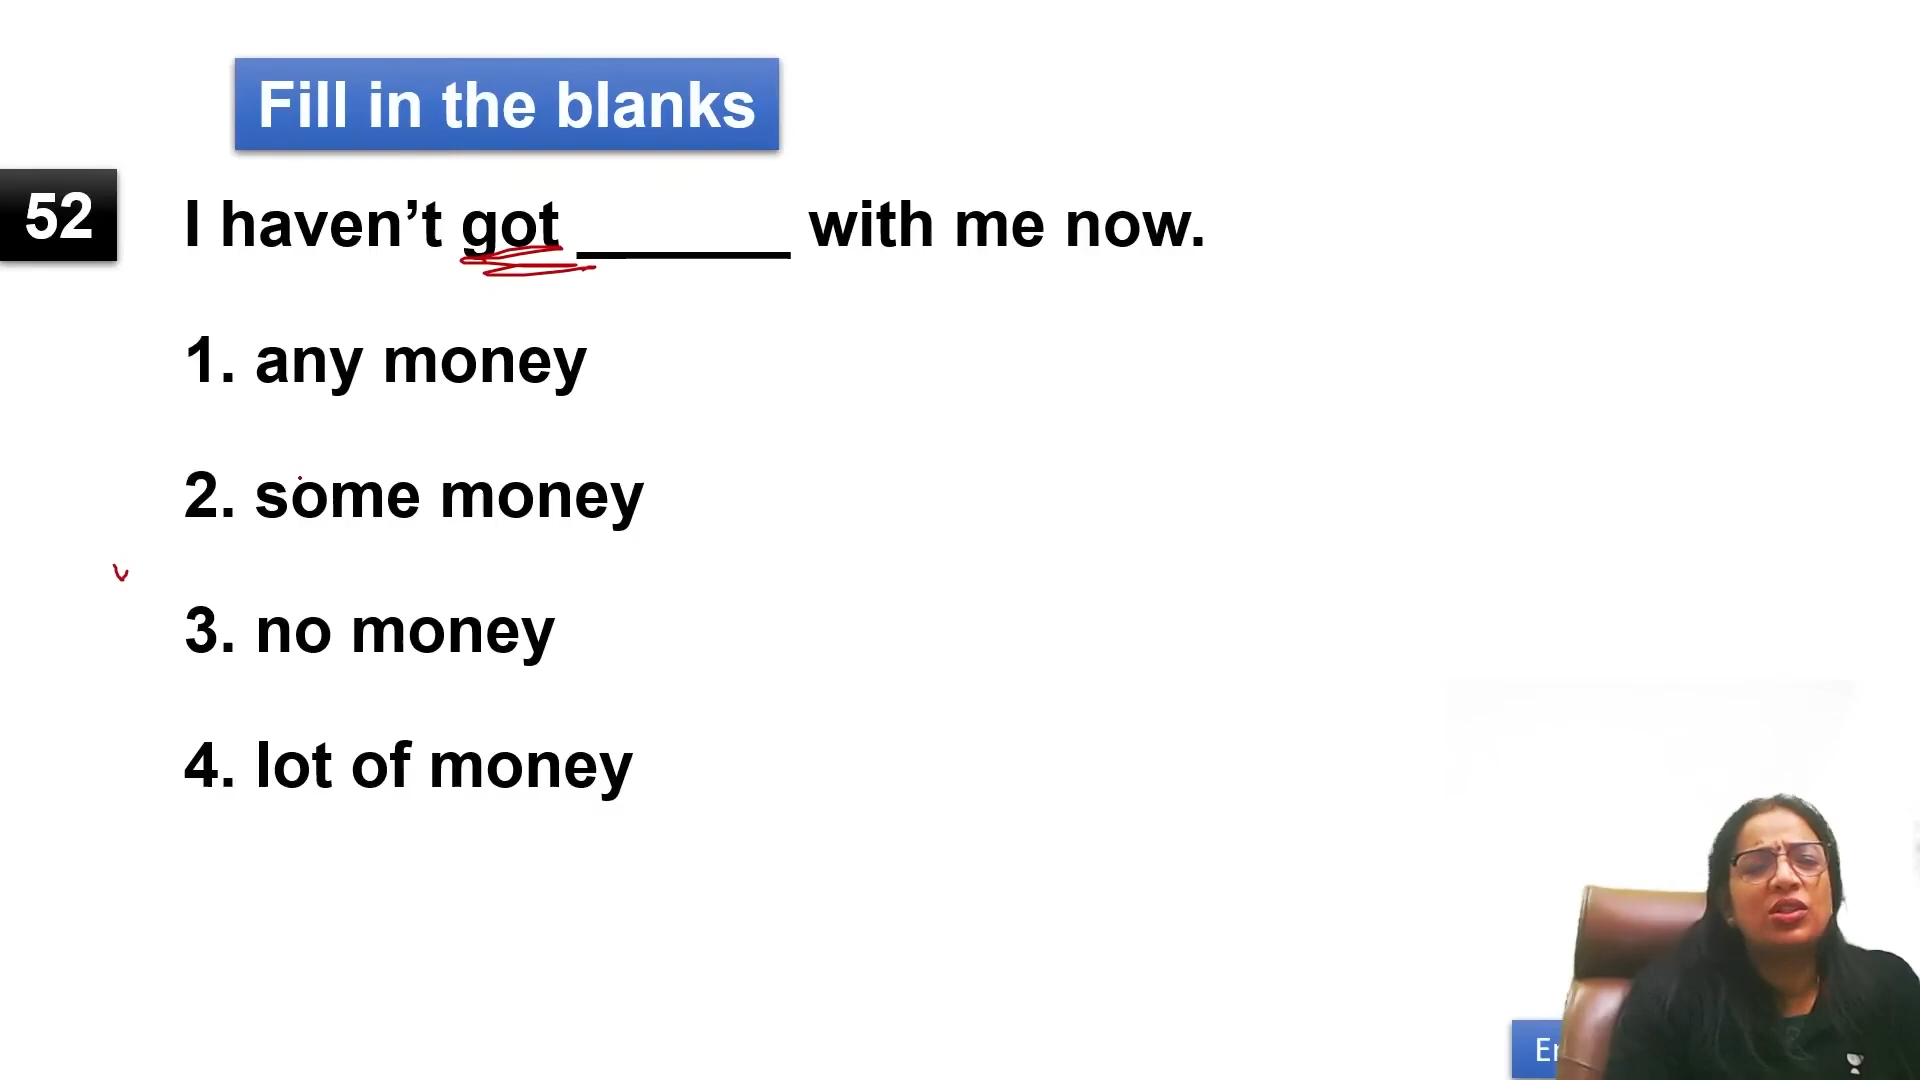 Fill in the blanks
52
I haven’t got ______ with me now.
1. any money
2. some money
3. no money
4. lot of money